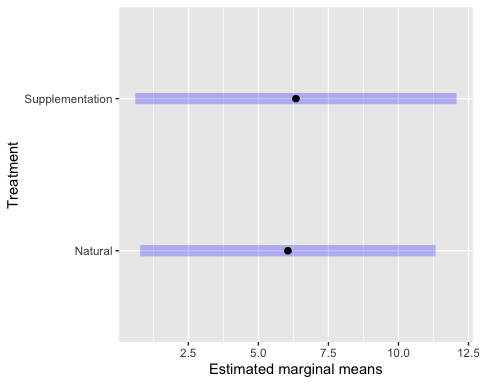 Supplementation
Treatment
Natural
2.5 5.0 7.5 10.0 12.5
Estimated marginal means